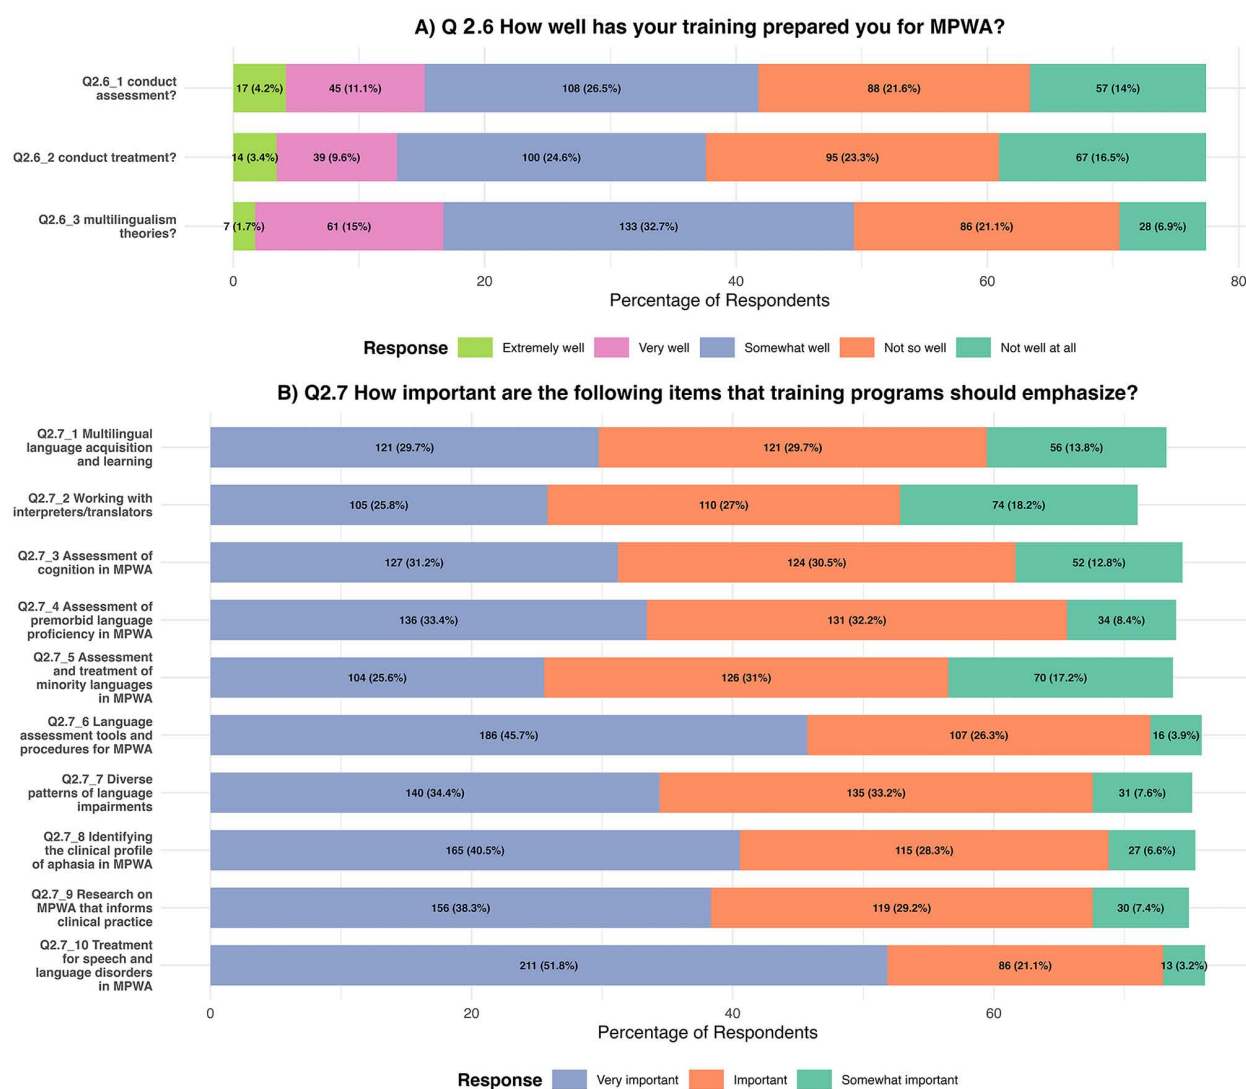 A) Q 2.6 How well has your training prepared you for MPWA?
Q2.6_1 conduct
assessment?
17 (4.2%) 45 (11.1%) 108 (26.5%) 88 (21.6%) 57 (14%)
Q2.6_2 conduct treatment?
14 (3.4%) 39 (9.6%) 100 (24.6%) 95 (23.3%) 67 (16.5%)
Q2.6_3 multilingualism
theories?
7 (1.7%) 61 (15%) 133 (32.7%) 86 (21.1%) 28 (6.9%)
0 20 40 60 80
Percentage of Respondents
Response Extremely well Very well Somewhat well Not so well Not well at all
B) Q2.7 How important are the following items that training programs should emphasize?
Q2.7_1 Multilingual
language acquisition
and learning
121 (29.7%) 121 (29.7%) 56 (13.8%)
Q2.7_2 Working with
interpreters/translators
105 (25.8%) 110 (27%) 74 (18.2%)
Q2.7_3 Assessment of
cognition in MPWA
127 (31.2%) 124 (30.5%) 52 (12.8%)
Q2.7_4 Assessment of
premorbid language
proficiency in MPWA
136 (33.4%) 131 (32.2%) 34 (8.4%)
Q2.7_5 Assessment
and treatment of
minority languages
in MPWA
104 (25.6%) 126 (31%) 70 (17.2%)
Q2.7_6 Language
assessment tools and
procedures for MPWA
186 (45.7%) 107 (26.3%) 16 (3.9%)
Q2.7_7 Diverse
patterns of language
impairments
140 (34.4%) 135 (33.2%) 31 (7.6%)
Q2.7_8 Identifying
the clinical profile
of aphasia in MPWA
165 (40.5%) 115 (28.3%) 27 (6.6%)
Q2.7_9 Research on
MPWA that informs
clinical practice
156 (38.3%) 119 (29.2%) 30 (7.4%)
Q2.7_10 Treatment
for speech and
language disorders
in MPWA
211 (51.8%) 86 (21.1%) 13 (3.2%)
0 20 40 60
Percentage of Respondents
Response Very important Important Somewhat important